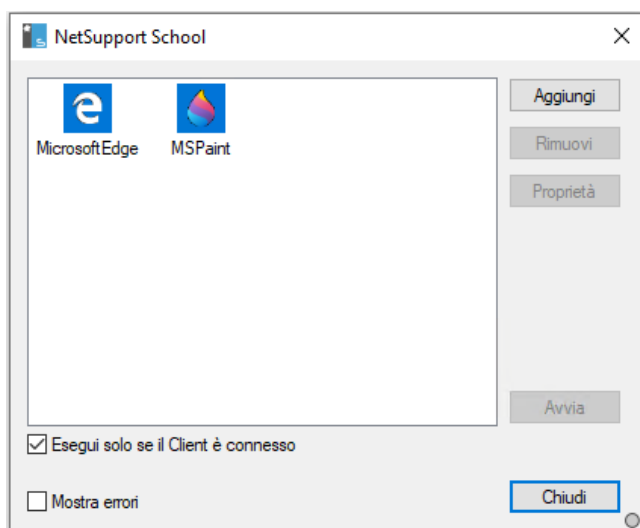 NetSupport School
MicrosoftEdge
MSPaint
Aggiungi
Rimuovi
Proprietà
Avvia
Esegui solo se il Client è connesso
Mostra errori
Chiudi